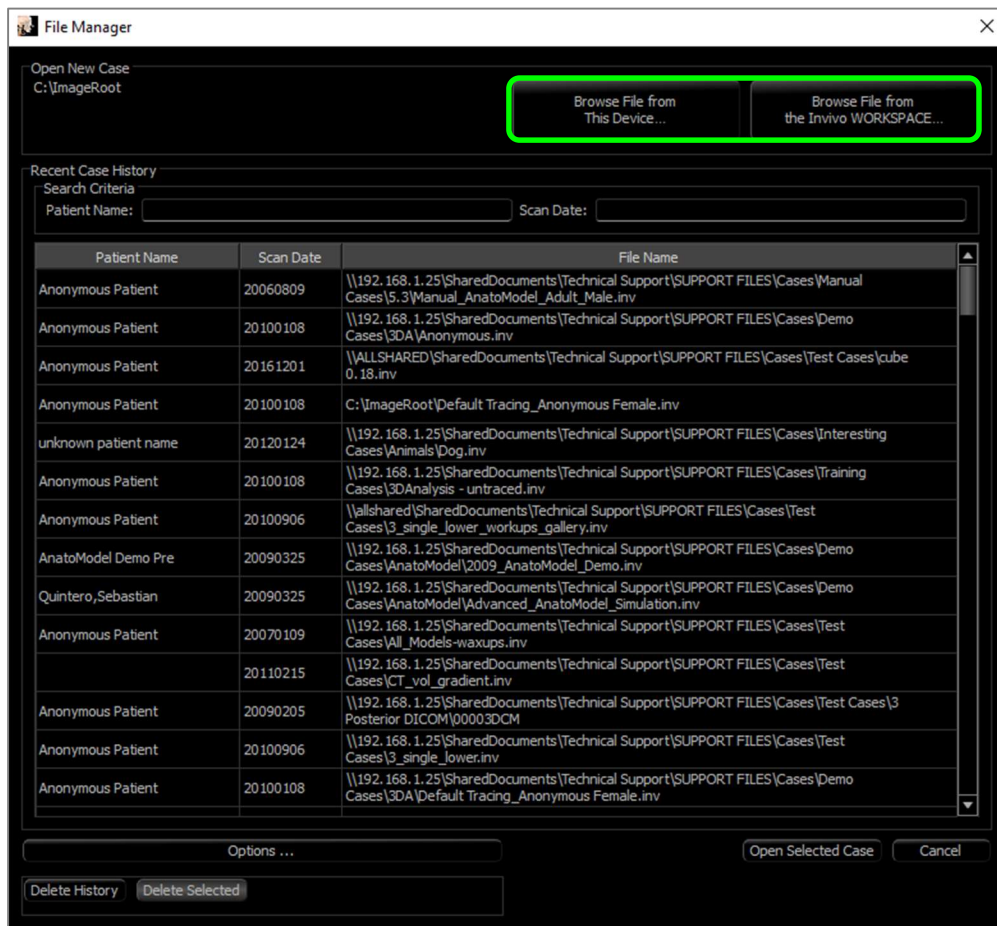 File Manager
Open New Case
C:\ImageRoot
Browse File from
This Device...
Browse File from
the Invivo WORKSPACE...
Recent Case History
Search Criteria
Patient Name:
Scan Date:
Patient Name Scan Date File Name
Anonymous Patient 20060809 \\192.168.1.25\SharedDocuments\Technical Support\SUPPORT FILES\Cases\Manual
Cases\5.3\Manual_AnatoModel_Adult_Male.inv
Anonymous Patient 20100108 \\192.168.1.25\SharedDocuments\Technical Support\SUPPORT FILES\Cases\Demo
Cases\3DA\Anonymous.inv
Anonymous Patient 20161201 \\ALLSHARED\SharedDocuments\Technical Support\SUPPORT FILES\Cases\Test Cases\cube
0.18.inv
Anonymous Patient 20100108 C:\ImageRoot\Default Tracing_Anonymous Female.inv
unknown patient name 20120124 \\192.168.1.25\SharedDocuments\Technical Support\SUPPORT FILES\Cases\Interesting
Cases\Animals\Dog.inv
Anonymous Patient 20100108 \\192.168.1.25\SharedDocuments\Technical Support\SUPPORT FILES\Cases\Training
Cases\3DAnalysis - untraced.inv
Anonymous Patient 20100906 \\allshared\SharedDocuments\Technical Support\SUPPORT FILES\Cases\Test
Cases\3_single_lower_workups_gallery.inv
AnatoModel Demo Pre 20090325 \\192.168.1.25\SharedDocuments\Technical Support\SUPPORT FILES\Cases\Demo
Cases\AnatoModel\2009_AnatoModel_Demo.inv
Quintero,Sebastian 20090325 \\192.168.1.25\SharedDocuments\Technical Support\SUPPORT FILES\Cases\Demo
Cases\AnatoModel\Advanced_AnatoModel_Simulation.inv
Anonymous Patient 20070109 \\192.168.1.25\SharedDocuments\Technical Support\SUPPORT FILES\Cases\Test
Cases\All_Models-waxups.inv
20110215 \\192.168.1.25\SharedDocuments\Technical Support\SUPPORT FILES\Cases\Test
Cases\CT_vol_gradient.inv
Anonymous Patient 20090205 \\192.168.1.25\SharedDocuments\Technical Support\SUPPORT FILES\Cases\Test Cases\3
Posterior DICOM\00003DCM
Anonymous Patient 20100906 \\192.168.1.25\SharedDocuments\Technical Support\SUPPORT FILES\Cases\Test
Cases\3_single_lower.inv
Anonymous Patient 20100108 \\192.168.1.25\SharedDocuments\Technical Support\SUPPORT FILES\Cases\Demo
Cases\3DA\Default Tracing_Anonymous Female.inv
Options ...
Open Selected Case
Cancel
Delete History
Delete Selected